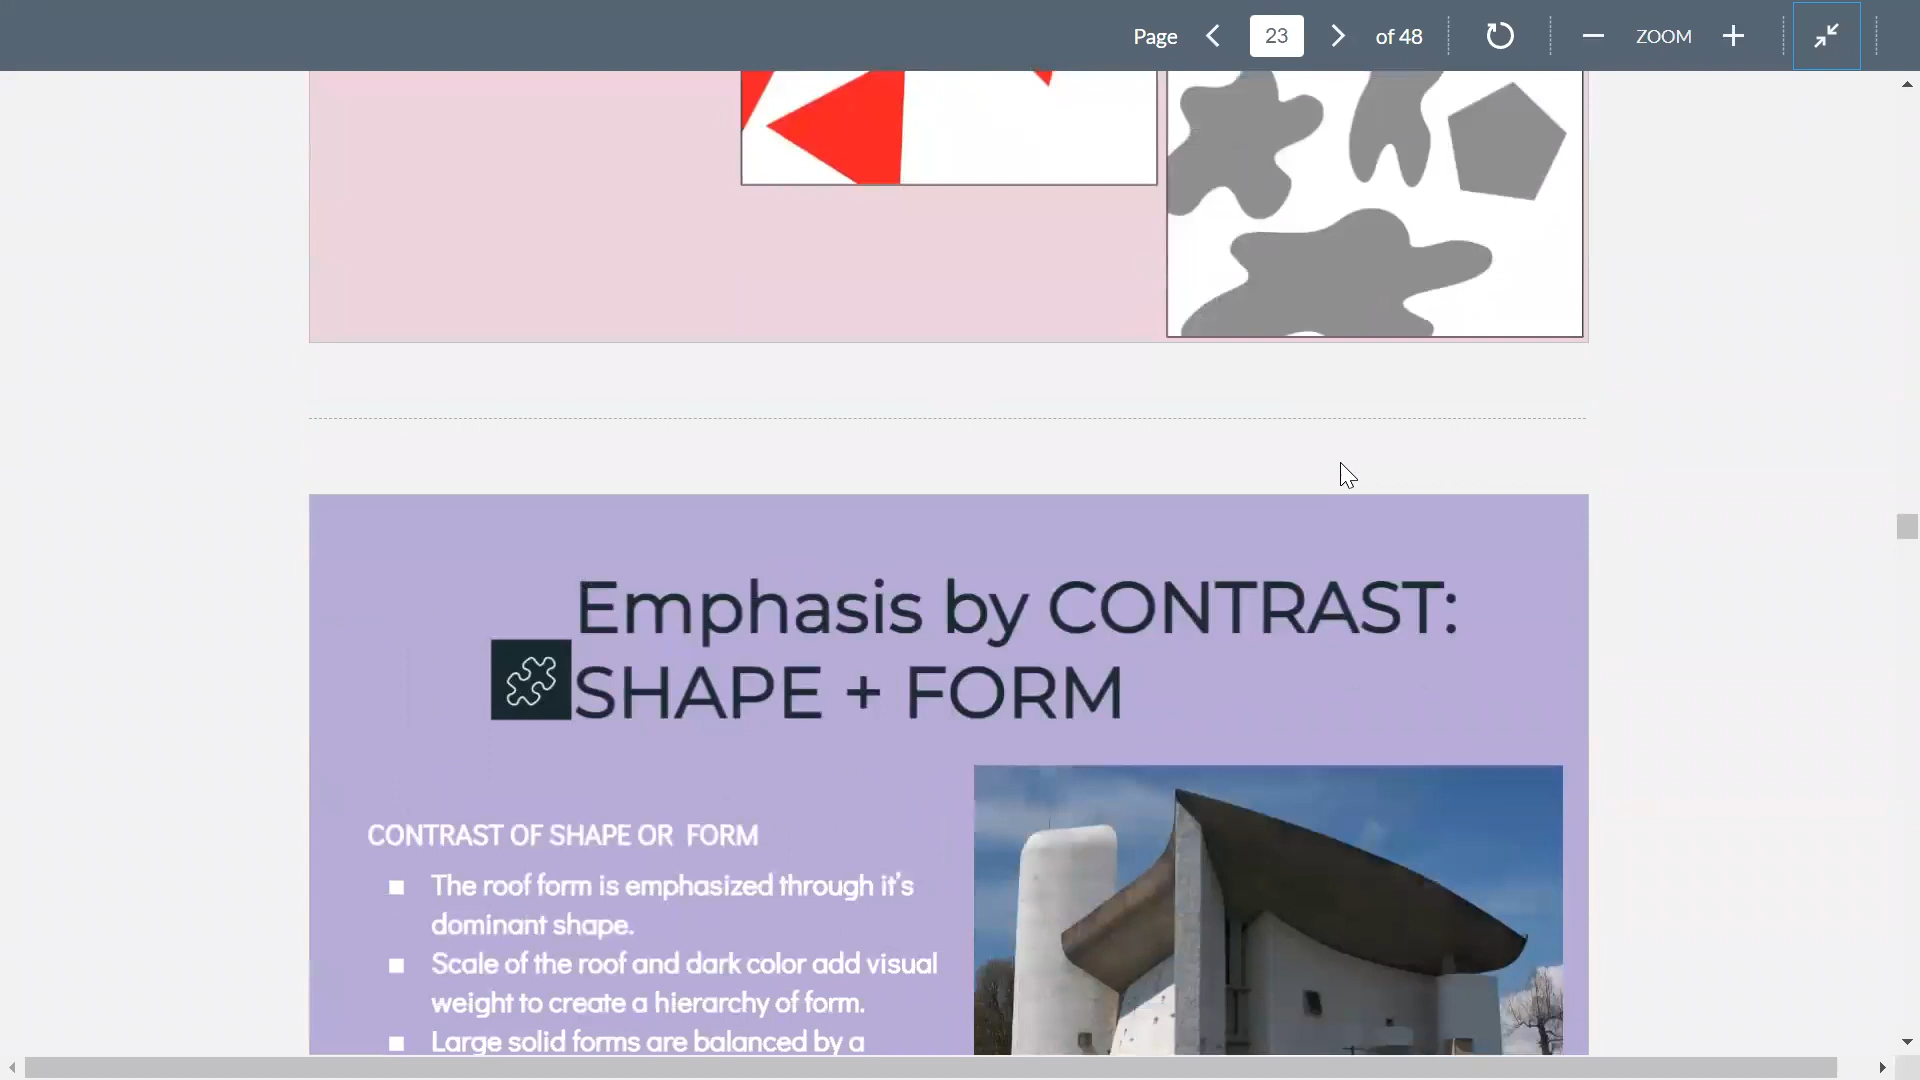 Page 23 of 48 ZOOM
Emphasis by CONTRAST:
SHAPE + FORM
CONTRAST OF SHAPE OR FORM
The roof form is emphasized through it's
dominant shape.
Scale of the roof and dark color add visual
weight to create a hierarchy of form.
Large solid forms are balanced by a